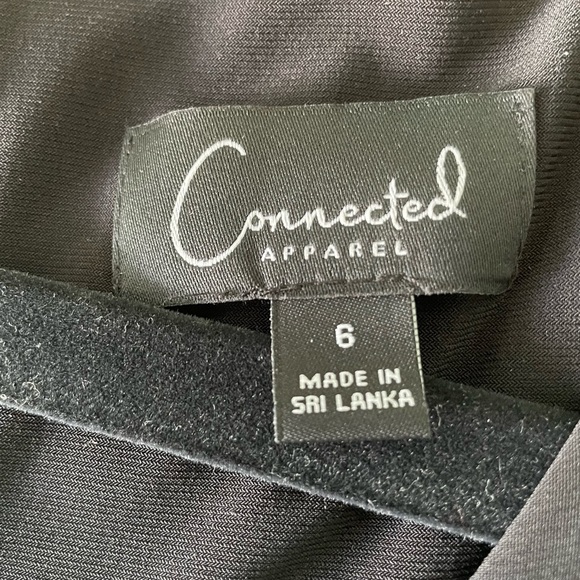 Connected
APPAREL
6
MADE IN
SRI LANKA